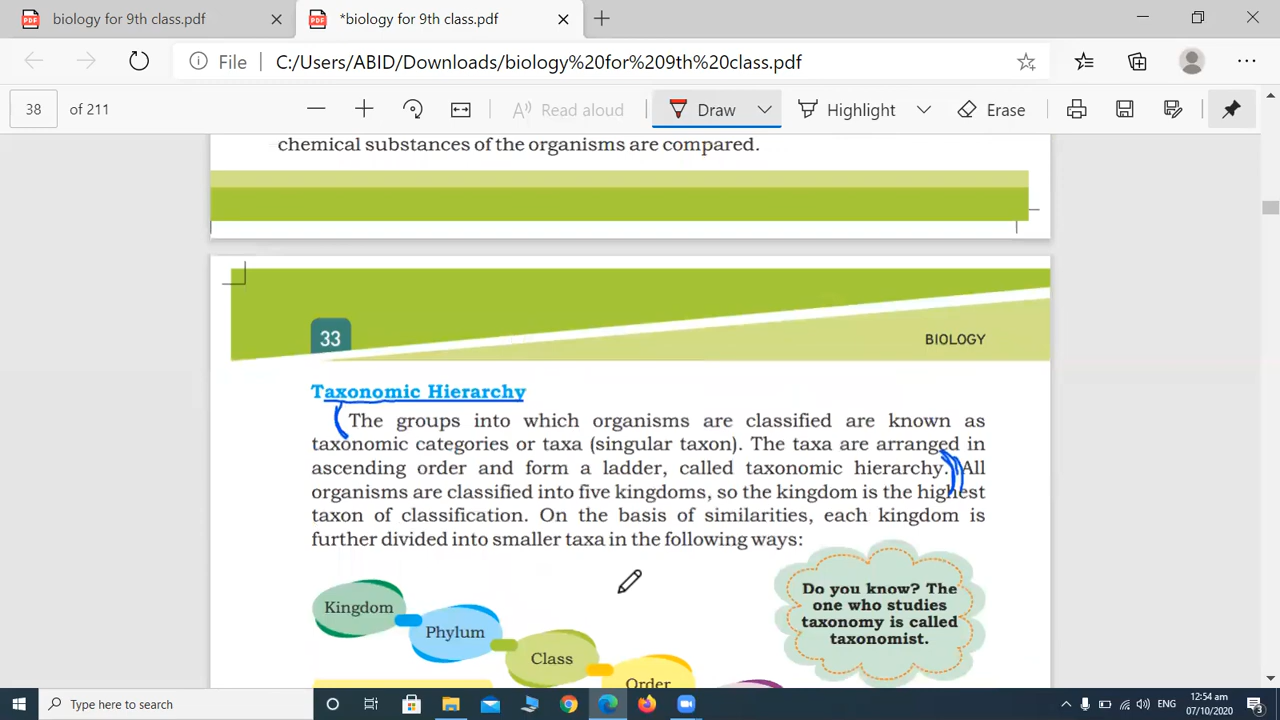 biology for 9th class.pdf
*biology for 9th class.pdf
File
C:/Users/ABID/Downloads/biology%20for%209th%20class.pdf
38 of 211
Read aloud
Draw
Highlight
Erase
chemical substances of the organisms are compared.
33
BIOLOGY
Taxonomic Hierarchy
The groups into which organisms are classified are known as
taxonomic categories or taxa (singular taxon). The taxa are arranged in
ascending order and form a ladder, called taxonomic hierarchy. All
organisms are classified into five kingdoms, so the kingdom is the highest
taxon of classification. On the basis of similarities, each kingdom is
further divided into smaller taxa in the following ways:
Kingdom
Phylum
Class
Order
Do you know? The
one who studies
taxonomy is called
taxonomist.
Type here to search
ENG
12:54 am
07/10/2020
3